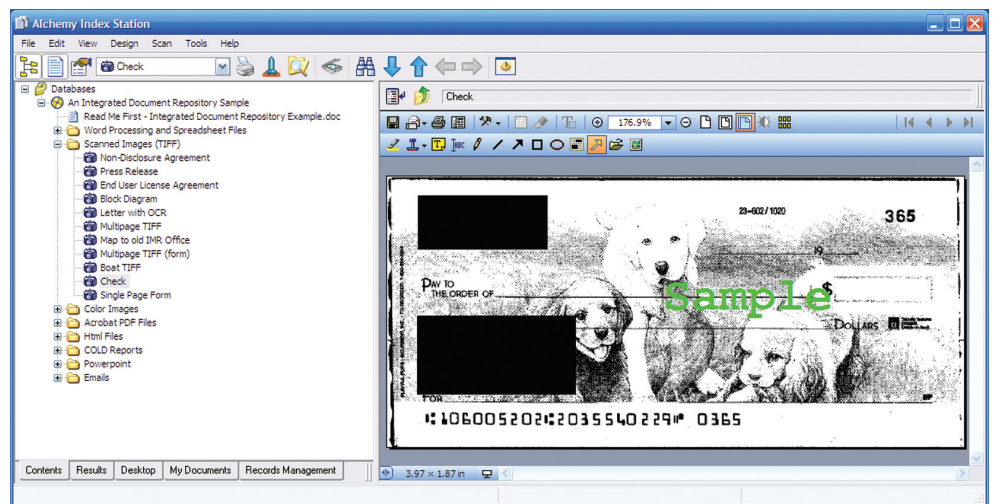 Alchemy Index Station
File Edit View Design Scan Tools Help
Check
Databases
An Integrated Document Repository Sample
Read Me First - Integrated Document Repository Example.doc
Word Processing and Spreadsheet Files
Scanned Images (TIFF)
Non-Disclosure Agreement
Press Release
End User License Agreement
Block Diagram
Letter with OCR
Multipage TIFF
Map to old IMR Office
Multipage TIFF (form)
Boat TIFF
Check
Single Page Form
Color Images
Acrobat PDF Files
Html Files
COLD Reports
Powerpoint
Emails
Contents Results Desktop My Documents Records Management
Check
176.9%
23-602/1020
365
19
PAY TO
THE ORDER OF
$
Sample
DOLLARS
FOR
⑆106005202⑆2035540229⑈ 0365
3.97 × 1.87 in